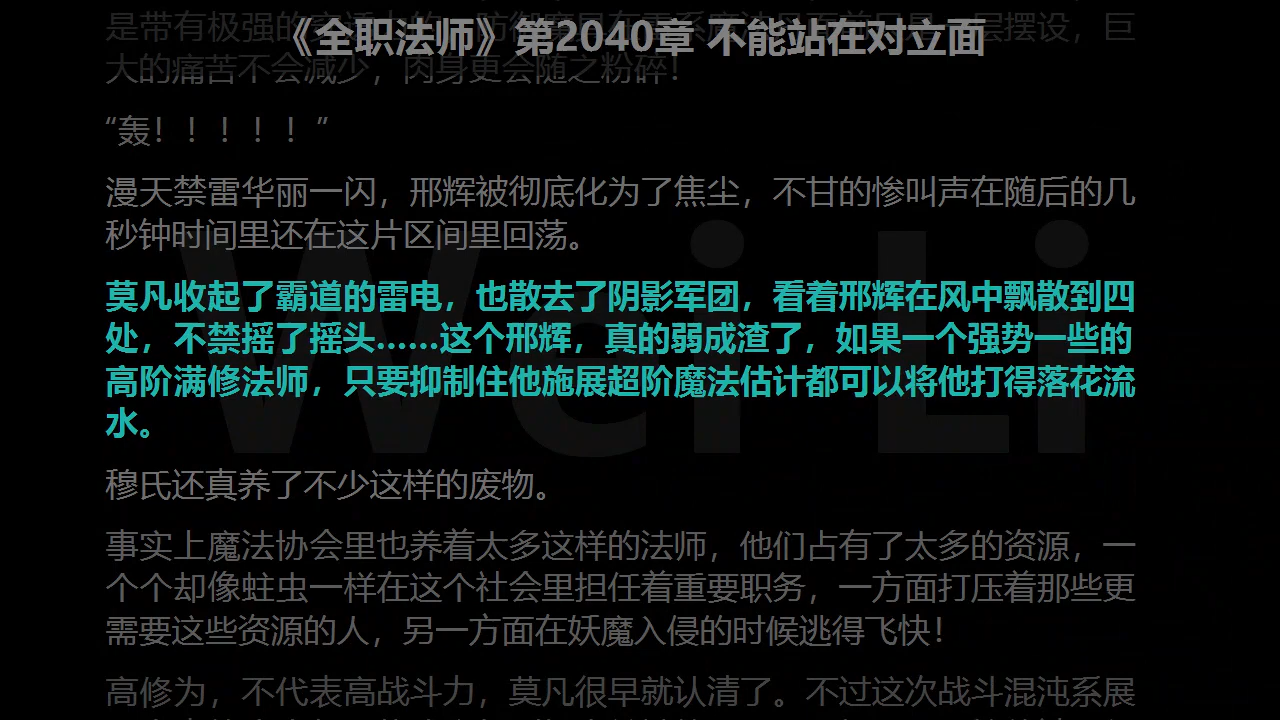 《全职法师》第2040章 不能站在对立面
大的痛苦不会减少，肉身更会随之粉碎！
“轰！！！！！”
漫天禁雷华丽一闪，邢辉被彻底化为了焦尘，不甘的惨叫声在随后的几
秒钟时间里还在这片区间里回荡。
莫凡收起了霸道的雷电，也散去了阴影军团，看着邢辉在风中飘散到四
处，不禁摇了摇头……这个邢辉，真的弱成渣了，如果一个强势一些的
高阶满修法师，只要抑制住他施展超阶魔法估计都可以将他打得落花流
水。
穆氏还真养了不少这样的废物。
事实上魔法协会里也养着太多这样的法师，他们占有了太多的资源，一
个个却像蛀虫一样在这个社会里担任着重要职务，一方面打压着那些更
需要这些资源的人，另一方面在妖魔入侵的时候逃得飞快！
高修为，不代表高战斗力，莫凡很早就认清了。不过这次战斗混沌系展
Wei Li